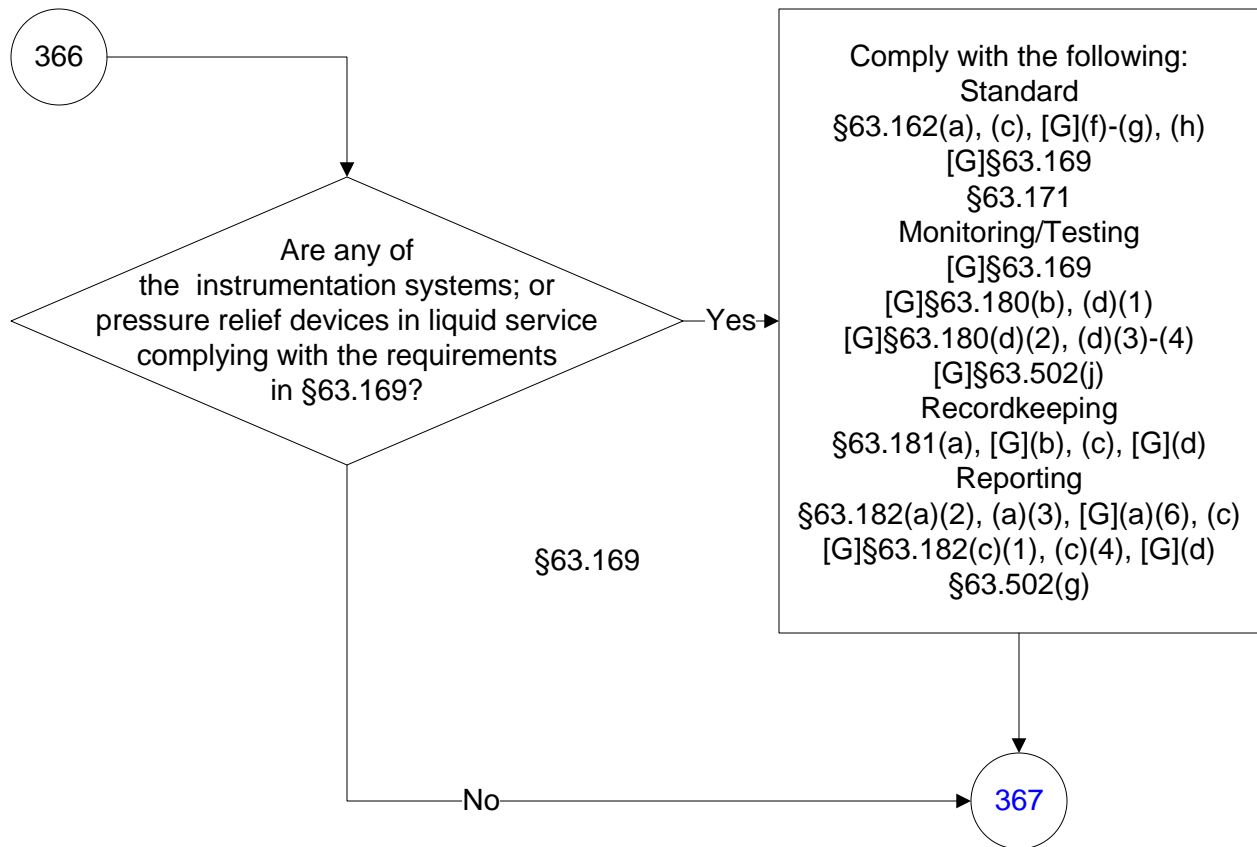 366
Are any of
the  instrumentation systems; or
pressure relief devices in liquid service
complying with the requirements
in §63.169?
Yes
Comply with the following:
Standard
§63.162(a), (c), [G](f)-(g), (h)
[G]§63.169
§63.171
Monitoring/Testing
[G]§63.169
[G]§63.180(b), (d)(1)
[G]§63.180(d)(2), (d)(3)-(4)
[G]§63.502(j)
Recordkeeping
§63.181(a), [G](b), (c), [G](d)
Reporting
§63.182(a)(2), (a)(3), [G](a)(6), (c)
[G]§63.182(c)(1), (c)(4), [G](d)
§63.502(g)
§63.169
No
367